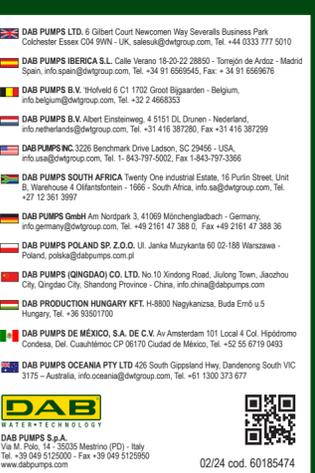 DAB PUMPS LTD. 6 Gilbert Court Newcomen Way Severalls Business Park
Colchester Essex C04 9WN - UK, salesuk@dwtgroup.com, Tel. +44 0333 777 5010
DAB PUMPS IBERICA S.L. Calle Verano 18-20-22 28850 - Torrejón de Ardoz - Madrid
Spain, info.spain@dwtgroup.com, Tel. +34 91 6569545, Fax: + 34 91 6569676
DAB PUMPS B.V. 'tHofveld 6 C1 1702 Groot Bijgaarden - Belgium,
info.belgium@dwtgroup.com, Tel. +32 2 4668353
DAB PUMPS B.V. Albert Einsteinweg, 4 5151 DL Drunen - Nederland,
info.netherlands@dwtgroup.com, Tel. +31 416 387280, Fax +31 416 387299
DAB PUMPS INC. 3226 Benchmark Drive Ladson, SC 29456 - USA,
info.usa@dwtgroup.com, Tel. 1- 843-797-5002, Fax 1-843-797-3366
DAB PUMPS SOUTH AFRICA Twenty One industrial Estate, 16 Purlin Street, Unit
B, Warehouse 4 Olifantsfontein - 1666 - South Africa, info.sa@dwtgroup.com, Tel.
+27 12 361 3997
DAB PUMPS GmbH Am Nordpark 3, 41069 Mönchengladbach - Germany,
info.germany@dwtgroup.com, Tel. +49 2161 47 388 0, Fax +49 2161 47 388 36
DAB PUMPS POLAND SP. Z.O.O. Ul. Janka Muzykanta 60 02-188 Warszawa -
Poland, polska@dabpumps.com.pl
DAB PUMPS (QINGDAO) CO. LTD. No.10 Xindong Road, Jiulong Town, Jiaozhou
City, Qingdao City, Shandong Province - China, info.china@dabpumps.com
DAB PRODUCTION HUNGARY KFT. H-8800 Nagykanizsa, Buda Ernő u.5
Hungary, Tel. +36 93501700
DAB PUMPS DE MÉXICO, S.A. DE C.V. Av Amsterdam 101 Local 4 Col. Hipódromo
Condesa, Del. Cuauhtémoc CP 06170 Ciudad de México, Tel. +52 55 6719 0493
DAB PUMPS OCEANIA PTY LTD 426 South Gippsland Hwy, Dandenong South VIC
3175 – Australia, info.oceania@dwtgroup.com, Tel. +61 1300 373 677
DAB
WATER•TECHNOLOGY
DAB PUMPS S.p.A.
Via M. Polo, 14 - 35035 Mestrino (PD) - Italy
Tel. +39 049 5125000 - Fax +39 049 5125950
www.dabpumps.com
02/24 cod. 60185474